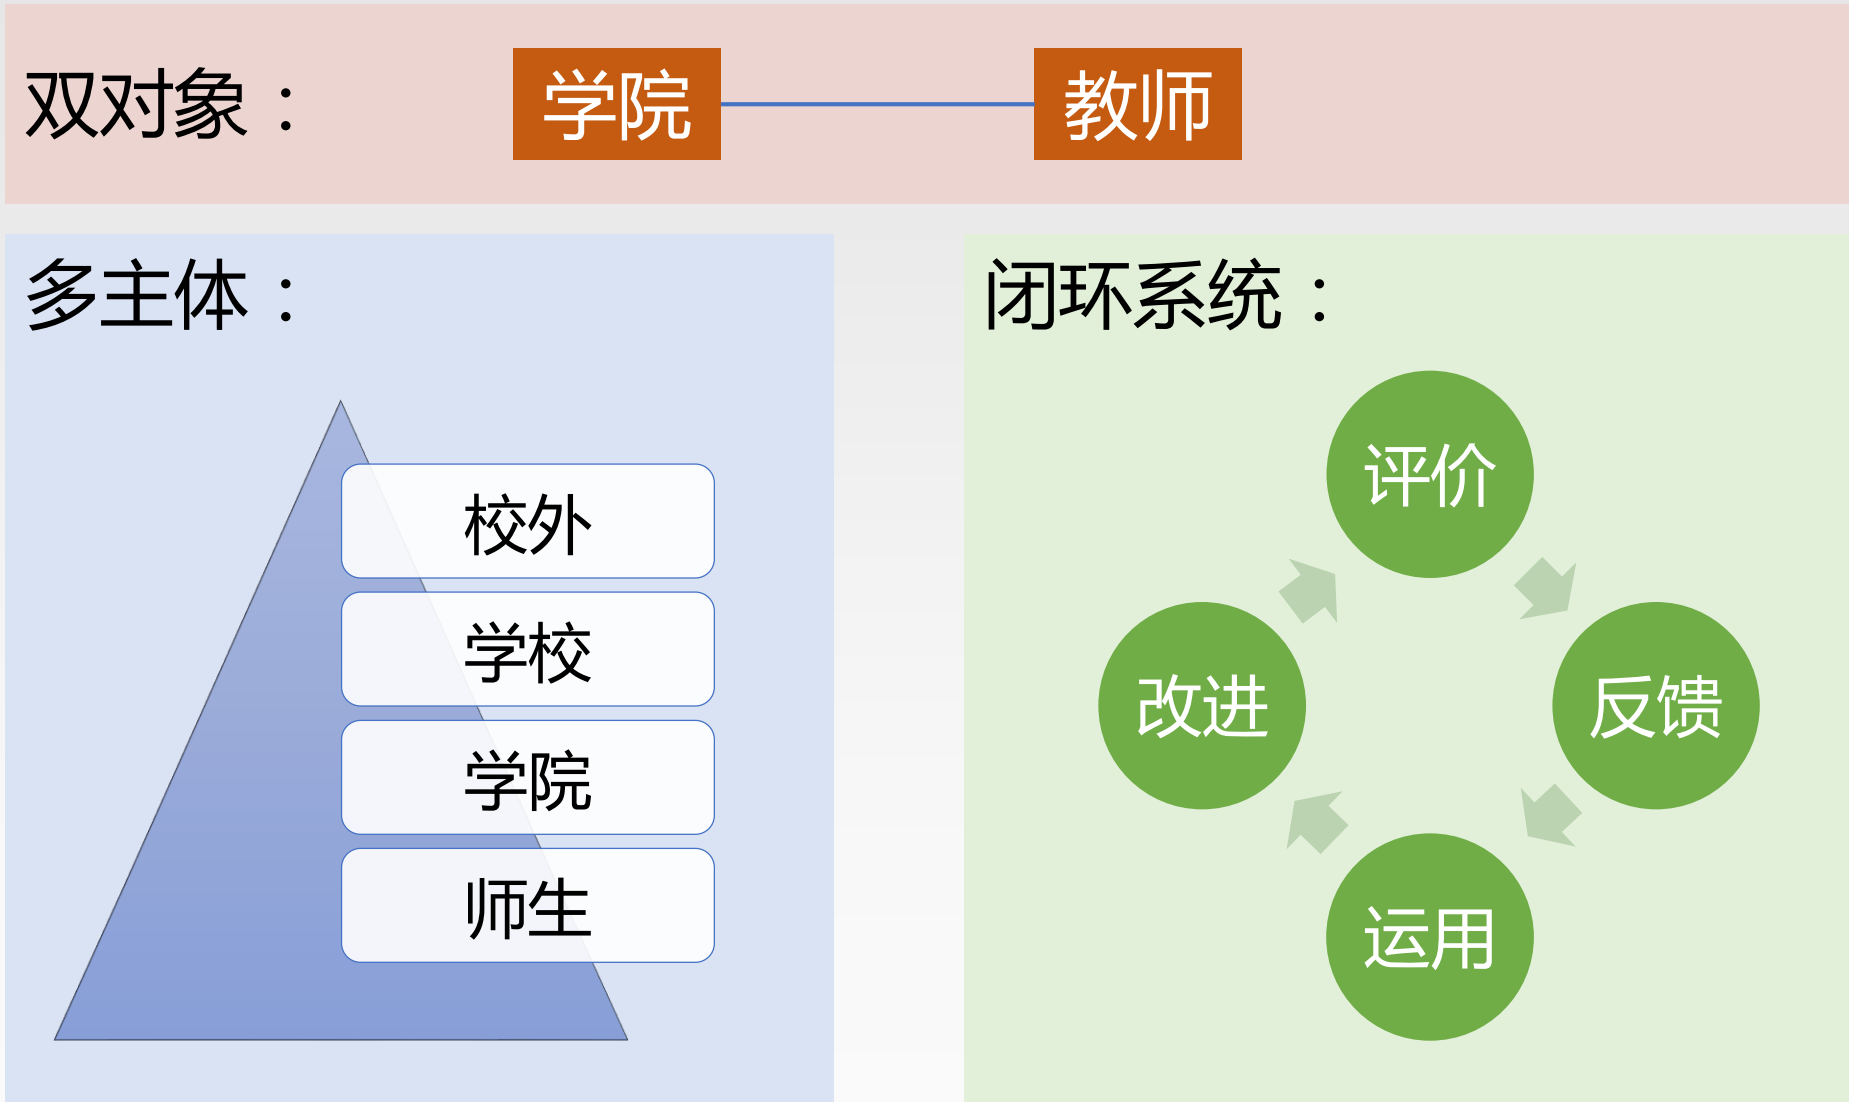 双对象：
学院
教师
多主体：
校外
学校
学院
师生
闭环系统：
评价
反馈
运用
改进